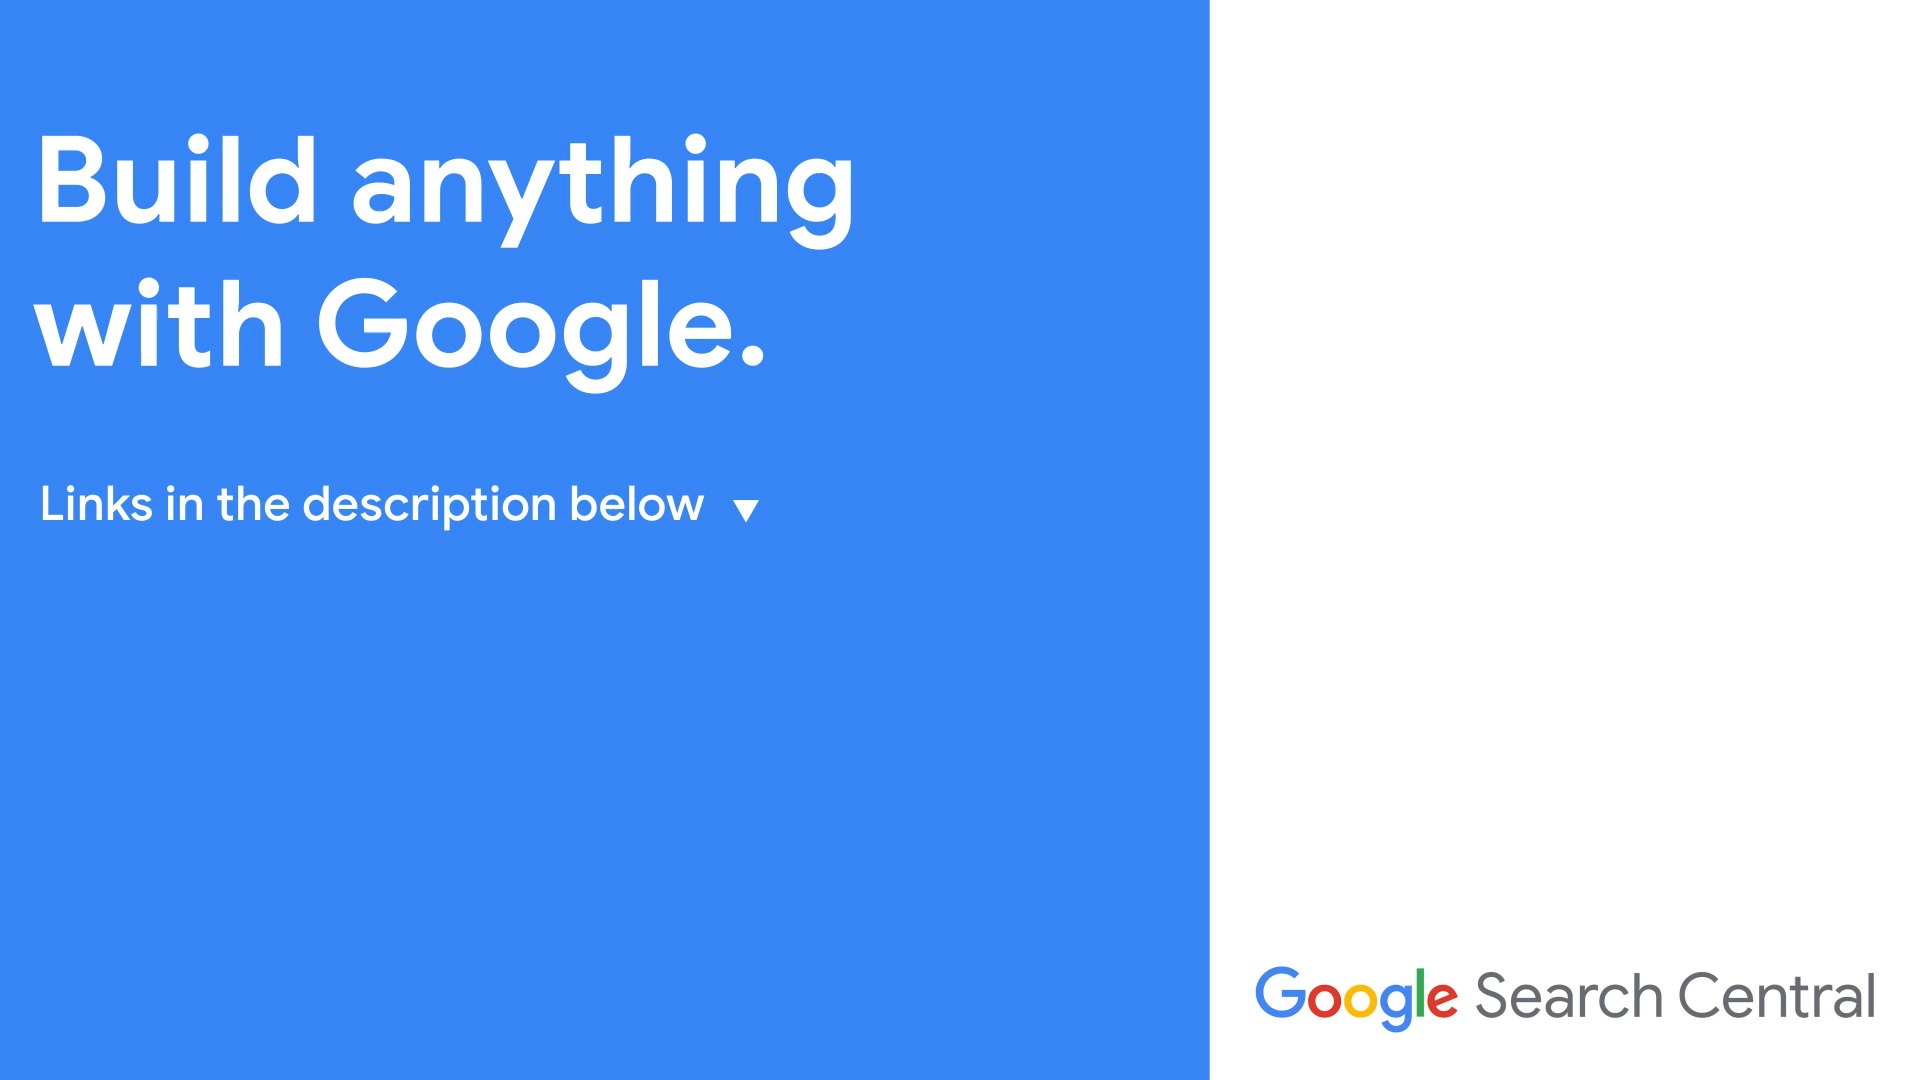 Build anything
with Google.
Links in the description below ▼
Google Search Central